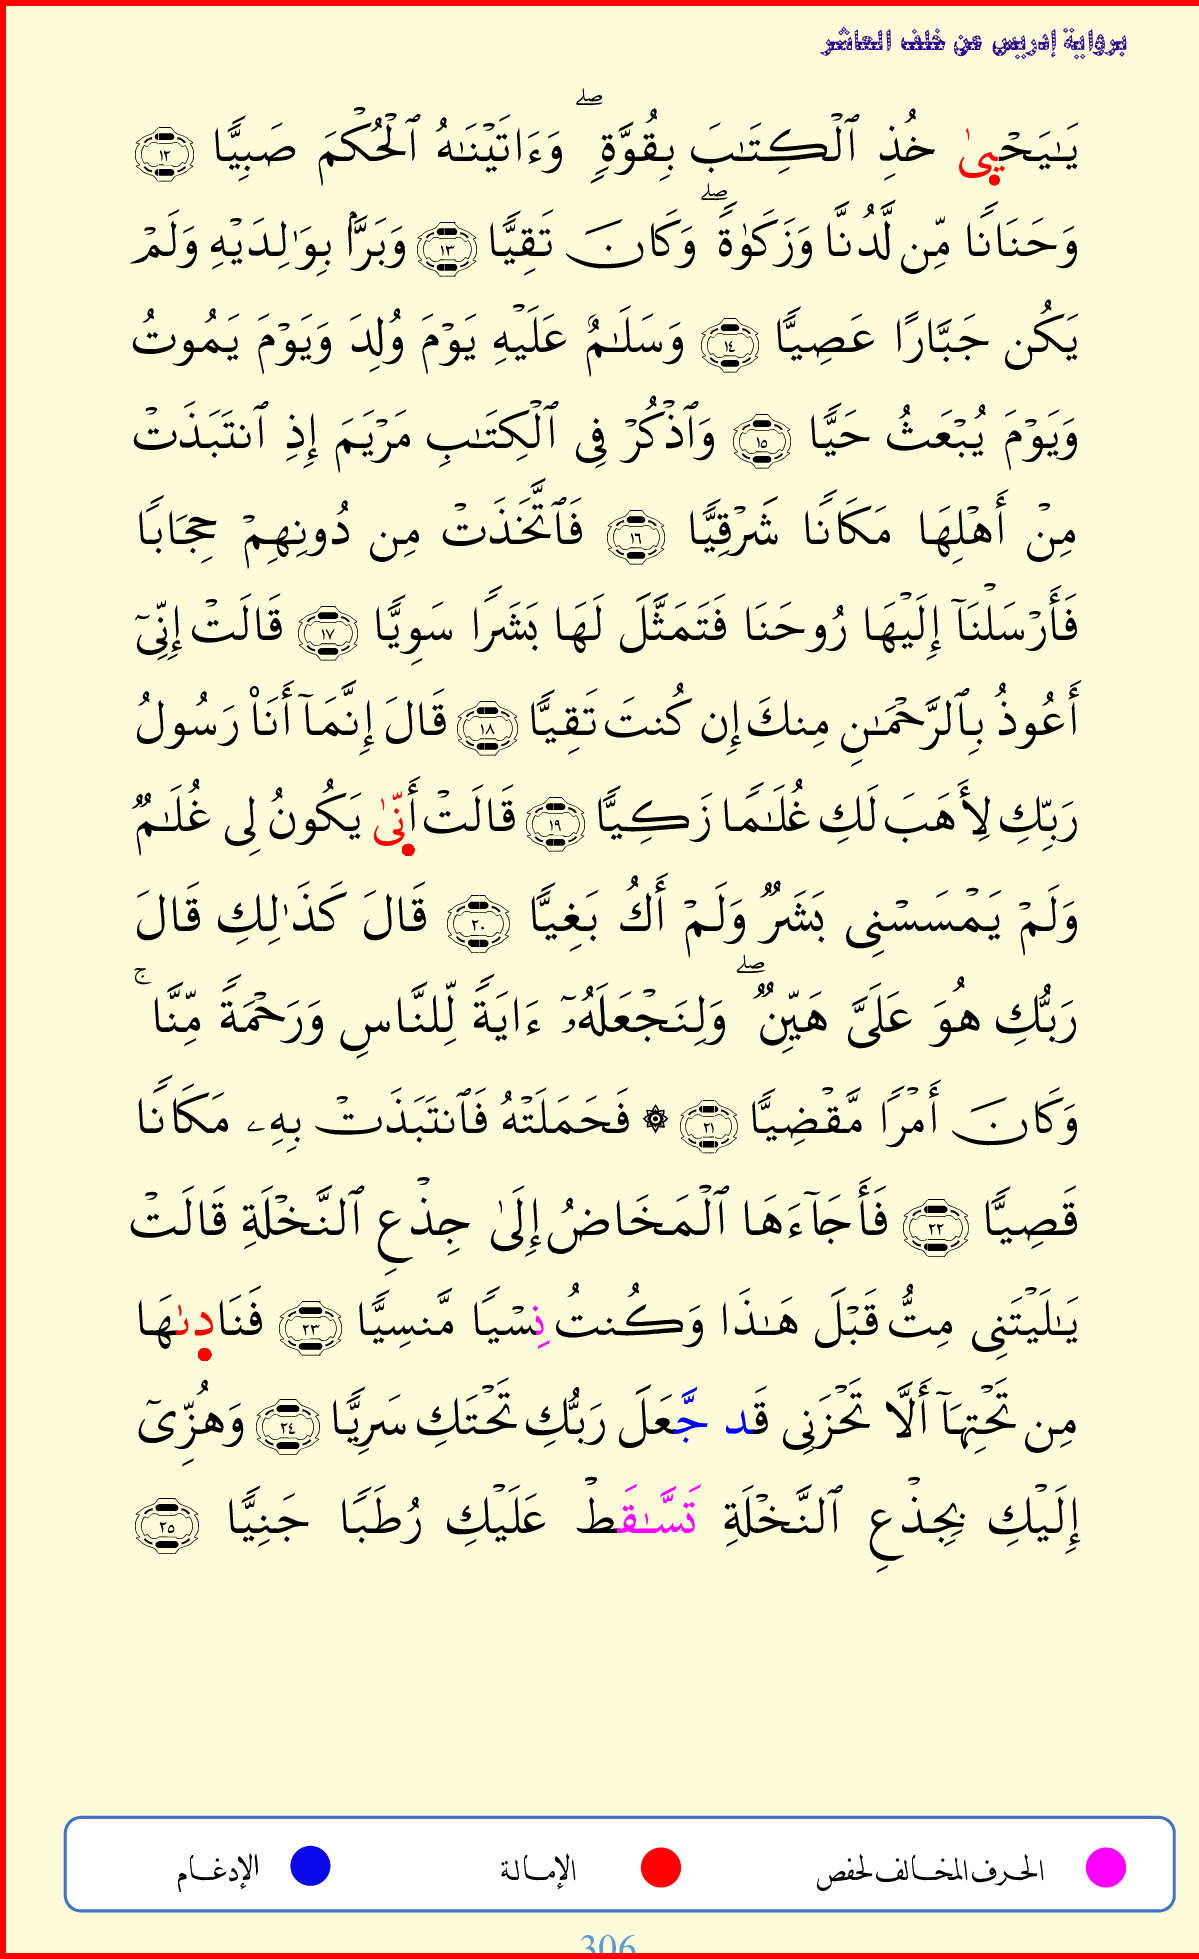 برواية إدريس عن خلف العاشر
يَـٰيَحۡيىٰ خُذِ ٱلۡكِتَـٰبَ بِقُوَّةٖۖ وَءَاتَيۡنَـٰهُ ٱلۡحُكۡمَ صَبِيّٗا ١٢
وَحَنَانٗا مِّن لَّدُنَّا وَزَكَوٰةٗۖ وَكَانَ تَقِيّٗا ١٣ وَبَرَّۢا بِوَٰلِدَيۡهِ وَلَمۡ
يَكُن جَبَّارًا عَصِيّٗا ١٤ وَسَلَـٰمٌ عَلَيۡهِ يَوۡمَ وُلِدَ وَيَوۡمَ يَمُوتُ
وَيَوۡمَ يُبۡعَثُ حَيّٗا ١٥ وَٱذۡكُرۡ فِي ٱلۡكِتَـٰبِ مَرۡيَمَ إِذِ ٱنتَبَذَتۡ
مِنۡ أَهۡلِهَا مَكَانٗا شَرۡقِيّٗا ١٦ فَٱتَّخَذَتۡ مِن دُونِهِمۡ حِجَابٗا
فَأَرۡسَلۡنَآ إِلَيۡهَا رُوحَنَا فَتَمَثَّلَ لَهَا بَشَرٗا سَوِيّٗا ١٧ قَالَتۡ إِنِّيٓ
أَعُوذُ بِٱلرَّحۡمَـٰنِ مِنكَ إِن كُنتَ تَقِيّٗا ١٨ قَالَ إِنَّمَآ أَنَا۠ رَسُولُ
رَبِّكِ لِأَهَبَ لَكِ غُلَـٰمٗا زَكِيّٗا ١٩ قَالَتۡ أَنّىٰ يَكُونُ لِي غُلَـٰمٞ
وَلَمۡ يَمۡسَسۡنِي بَشَرٞ وَلَمۡ أَكُ بَغِيّٗا ٢٠ قَالَ كَذَٰلِكِ قَالَ
رَبُّكِ هُوَ عَلَيَّ هَيِّنٞۖ وَلِنَجۡعَلَهُۥٓ ءَايَةٗ لِّلنَّاسِ وَرَحۡمَةٗ مِّنَّاۚ
وَكَانَ أَمۡرٗا مَّقۡضِيّٗا ٢١ ۞ فَحَمَلَتۡهُ فَٱنتَبَذَتۡ بِهِۦ مَكَانٗا
قَصِيّٗا ٢٢ فَأَجَآءَهَا ٱلۡمَخَاضُ إِلَىٰ جِذۡعِ ٱلنَّخۡلَةِ قَالَتۡ
يَـٰلَيۡتَنِي مِتُّ قَبۡلَ هَـٰذَا وَكُنتُ نِسۡيٗا مَّنسِيّٗا ٢٣ فَنَادىٰهَا
مِن تَحۡتِهَآ أَلَّا تَحۡزَنِي قَد جَّعَلَ رَبُّكِ تَحۡتَكِ سَرِيّٗا ٢٤ وَهُزِّيٓ
إِلَيۡكِ بِجِذۡعِ ٱلنَّخۡلَةِ تَسَّـٰقَطۡ عَلَيۡكِ رُطَبٗا جَنِيّٗا ٢٥
الحرف المخالف لحفص الإمالة الإدغام
306